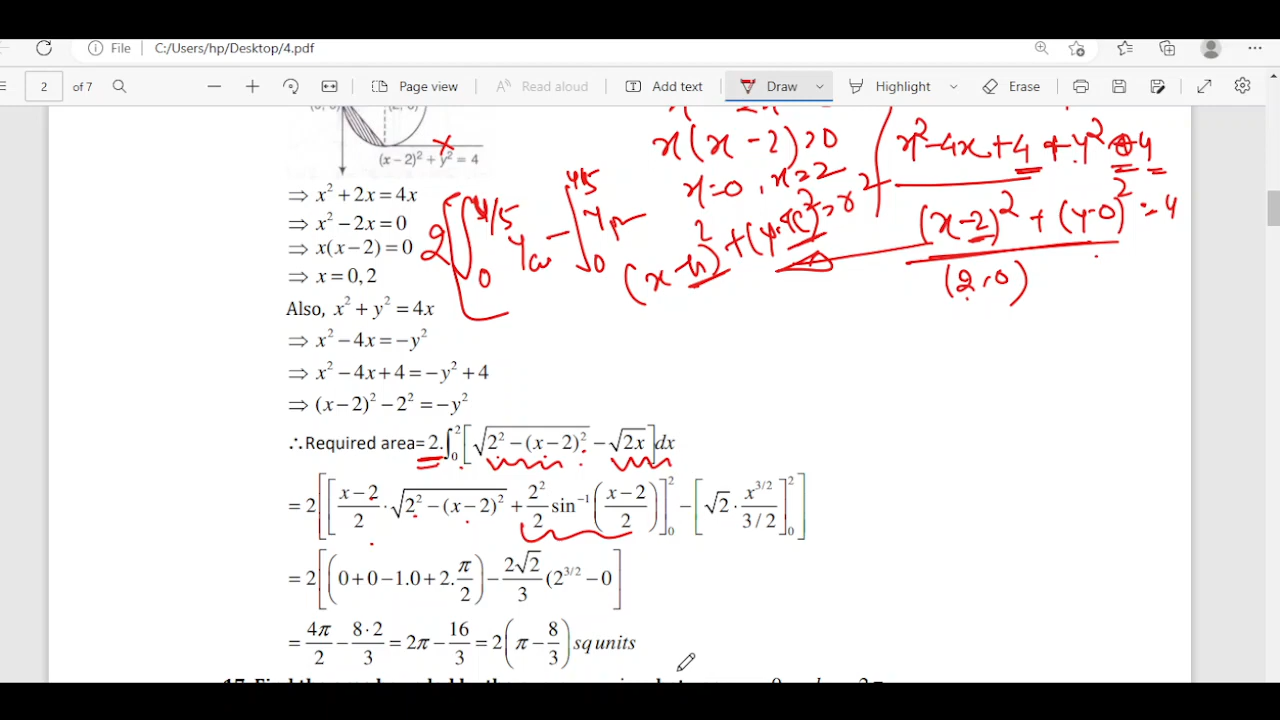 File C:/Users/hp/Desktop/4.pdf
2 of 7 Page view Read aloud Add text Draw Highlight Erase
(x − 2)² + y² = 4
x
x(x − 2) > 0
x² − 4x + 4 + y² = 4
⇒ x² + 2x = 4x
x = 0, x = 2
⇒ x² − 2x = 0
(x − 2)² + (y − 0)² = 4
⇒ x(x − 2) = 0
(2, 0)
⇒ x = 0, 2
Also, x² + y² = 4x
⇒ x² − 4x = −y²
⇒ x² − 4x + 4 = −y² + 4
⇒ (x − 2)² − 2² = −y²
∴Required area= 2.∫₀² [√(2² − (x − 2)²) − √(2x)]dx
= 2[[(x − 2)/2 · √(2² − (x − 2)²) + 2²/2 sin⁻¹((x − 2)/2)]₀² − [√2 · x^(3/2)/(3/2)]₀²]
= 2[(0 + 0 − 1.0 + 2.π/2) − 2√2/3 (2^(3/2) − 0]
= 4π/2 − 8·2/3 = 2π − 16/3 = 2(π − 8/3) sq units